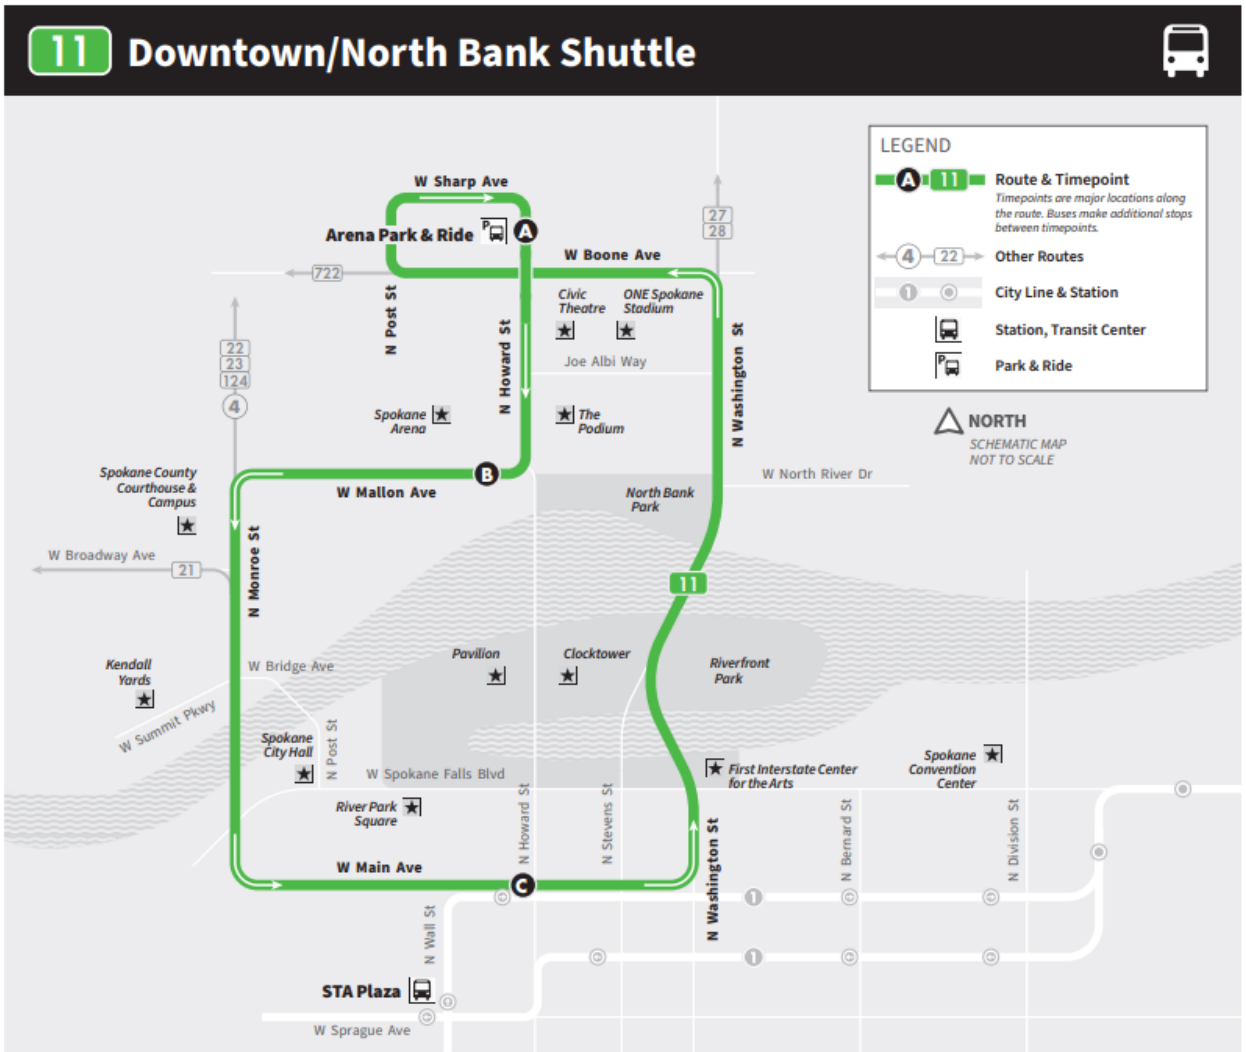 11 Downtown/North Bank Shuttle
LEGEND
A 11 Route & Timepoint
Timepoints are major locations along
the route. Buses make additional stops
between timepoints.
4 22 Other Routes
1 City Line & Station
Station, Transit Center
P Park & Ride
NORTH
SCHEMATIC MAP
NOT TO SCALE
W Sharp Ave
Arena Park & Ride P A
27
28
W Boone Ave
722
N Post St
Civic
Theatre
ONE Spokane
Stadium
N Howard St
N Washington St
Joe Albi Way
22
23
124
4
Spokane
Arena
The
Podium
Spokane County
Courthouse &
Campus
B
W Mallon Ave
W North River Dr
North Bank
Park
N Monroe St
W Broadway Ave
21
11
Kendall
Yards
W Bridge Ave
Pavilion
Clocktower
Riverfront
Park
W Summit Pkwy
Spokane
City Hall
N Post St
W Spokane Falls Blvd
First Interstate Center
for the Arts
Spokane
Convention
Center
River Park
Square
N Howard St
N Stevens St
N Washington St
N Bernard St
N Division St
W Main Ave
C
1
N Wall St
1
STA Plaza
W Sprague Ave